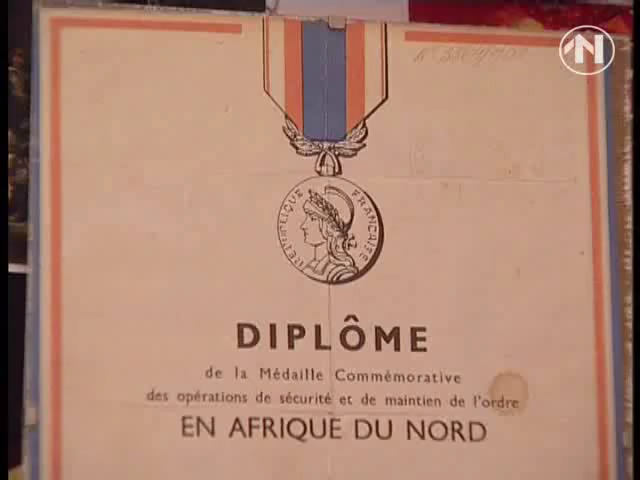 RÉPUBLIQUE FRANÇAISE
DIPLÔME
de la Médaille Commémorative
des opérations de sécurité et de maintien de l'ordre
EN AFRIQUE DU NORD
N